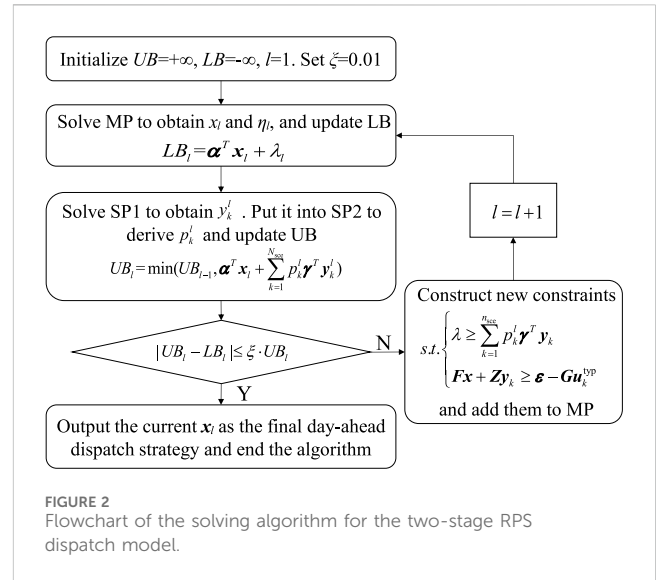 Initialize UB=+∞, LB=-∞, l=1. Set ξ=0.01
Solve MP to obtain x_l and η_l, and update LB
LB_l=α^T x_l + λ_l
Solve SP1 to obtain y_k^l . Put it into SP2 to
derive p_k^l and update UB
UB_l=min(UB_{l-1}, α^T x_l + ∑_{k=1}^{N_sce} p_k^l γ^T y_k^l)
|UB_l − LB_l| ≤ ξ·UB_l
N
Y
Output the current x_l as the final day-ahead
dispatch strategy and end the algorithm
l=l+1
Construct new constraints
s.t. { λ ≥ ∑_{k=1}^{n_sce} p_k^l γ^T y_k
Fx + Zy_k ≥ ε − Gu_k^typ
and add them to MP
FIGURE 2
Flowchart of the solving algorithm for the two-stage RPS
dispatch model.